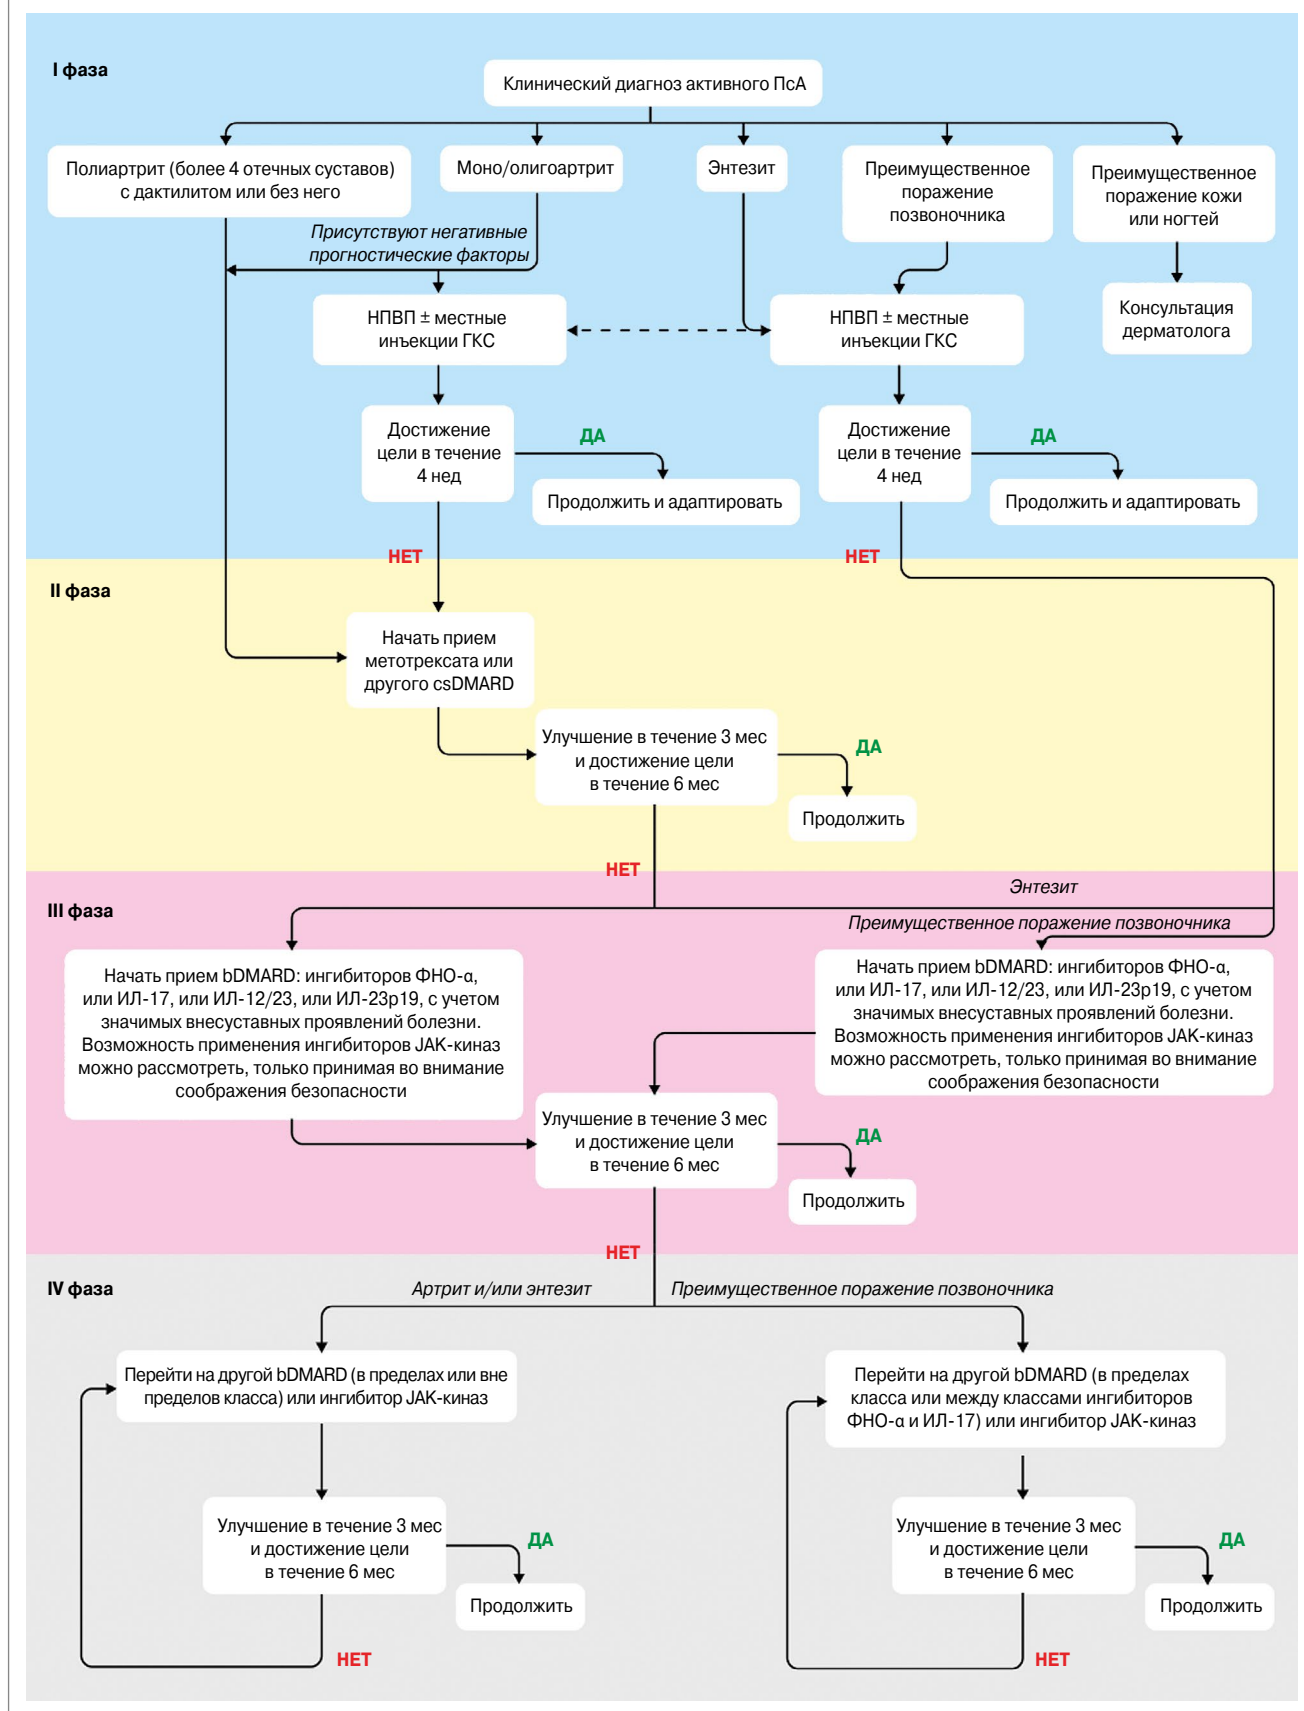 I фаза
Клинический диагноз активного ПсА
Полиартрит (более 4 отечных суставов)
с дактилитом или без него
Моно/олигоартрит
Энтезит
Преимущественное
поражение
позвоночника
Преимущественное
поражение кожи
или ногтей
Присутствуют негативные
прогностические факторы
НПВП ± местные
инъекции ГКС
НПВП ± местные
инъекции ГКС
Консультация
дерматолога
Достижение
цели в течение
4 нед
ДА
Продолжить и адаптировать
Достижение
цели в течение
4 нед
ДА
Продолжить и адаптировать
НЕТ
НЕТ
II фаза
Начать прием
метотрексата или
другого csDMARD
Улучшение в течение 3 мес
и достижение цели
в течение 6 мес
ДА
Продолжить
НЕТ
III фаза
Энтезит
Преимущественное поражение позвоночника
Начать прием bDMARD: ингибиторов ФНО-α,
или ИЛ-17, или ИЛ-12/23, или ИЛ-23р19, с учетом
значимых внесуставных проявлений болезни.
Возможность применения ингибиторов JAK-киназ
можно рассмотреть, только принимая во внимание
соображения безопасности
Начать прием bDMARD: ингибиторов ФНО-α,
или ИЛ-17, или ИЛ-12/23, или ИЛ-23р19, с учетом
значимых внесуставных проявлений болезни.
Возможность применения ингибиторов JAK-киназ
можно рассмотреть, только принимая во внимание
соображения безопасности
Улучшение в течение 3 мес
и достижение цели
в течение 6 мес
ДА
Продолжить
НЕТ
IV фаза
Артрит и/или энтезит
Преимущественное поражение позвоночника
Перейти на другой bDMARD (в пределах или вне
пределов класса) или ингибитор JAK-киназ
Перейти на другой bDMARD (в пределах
класса или между классами ингибиторов
ФНО-α и ИЛ-17) или ингибитор JAK-киназ
Улучшение в течение 3 мес
и достижение цели
в течение 6 мес
ДА
Продолжить
НЕТ
Улучшение в течение 3 мес
и достижение цели
в течение 6 мес
ДА
Продолжить
НЕТ